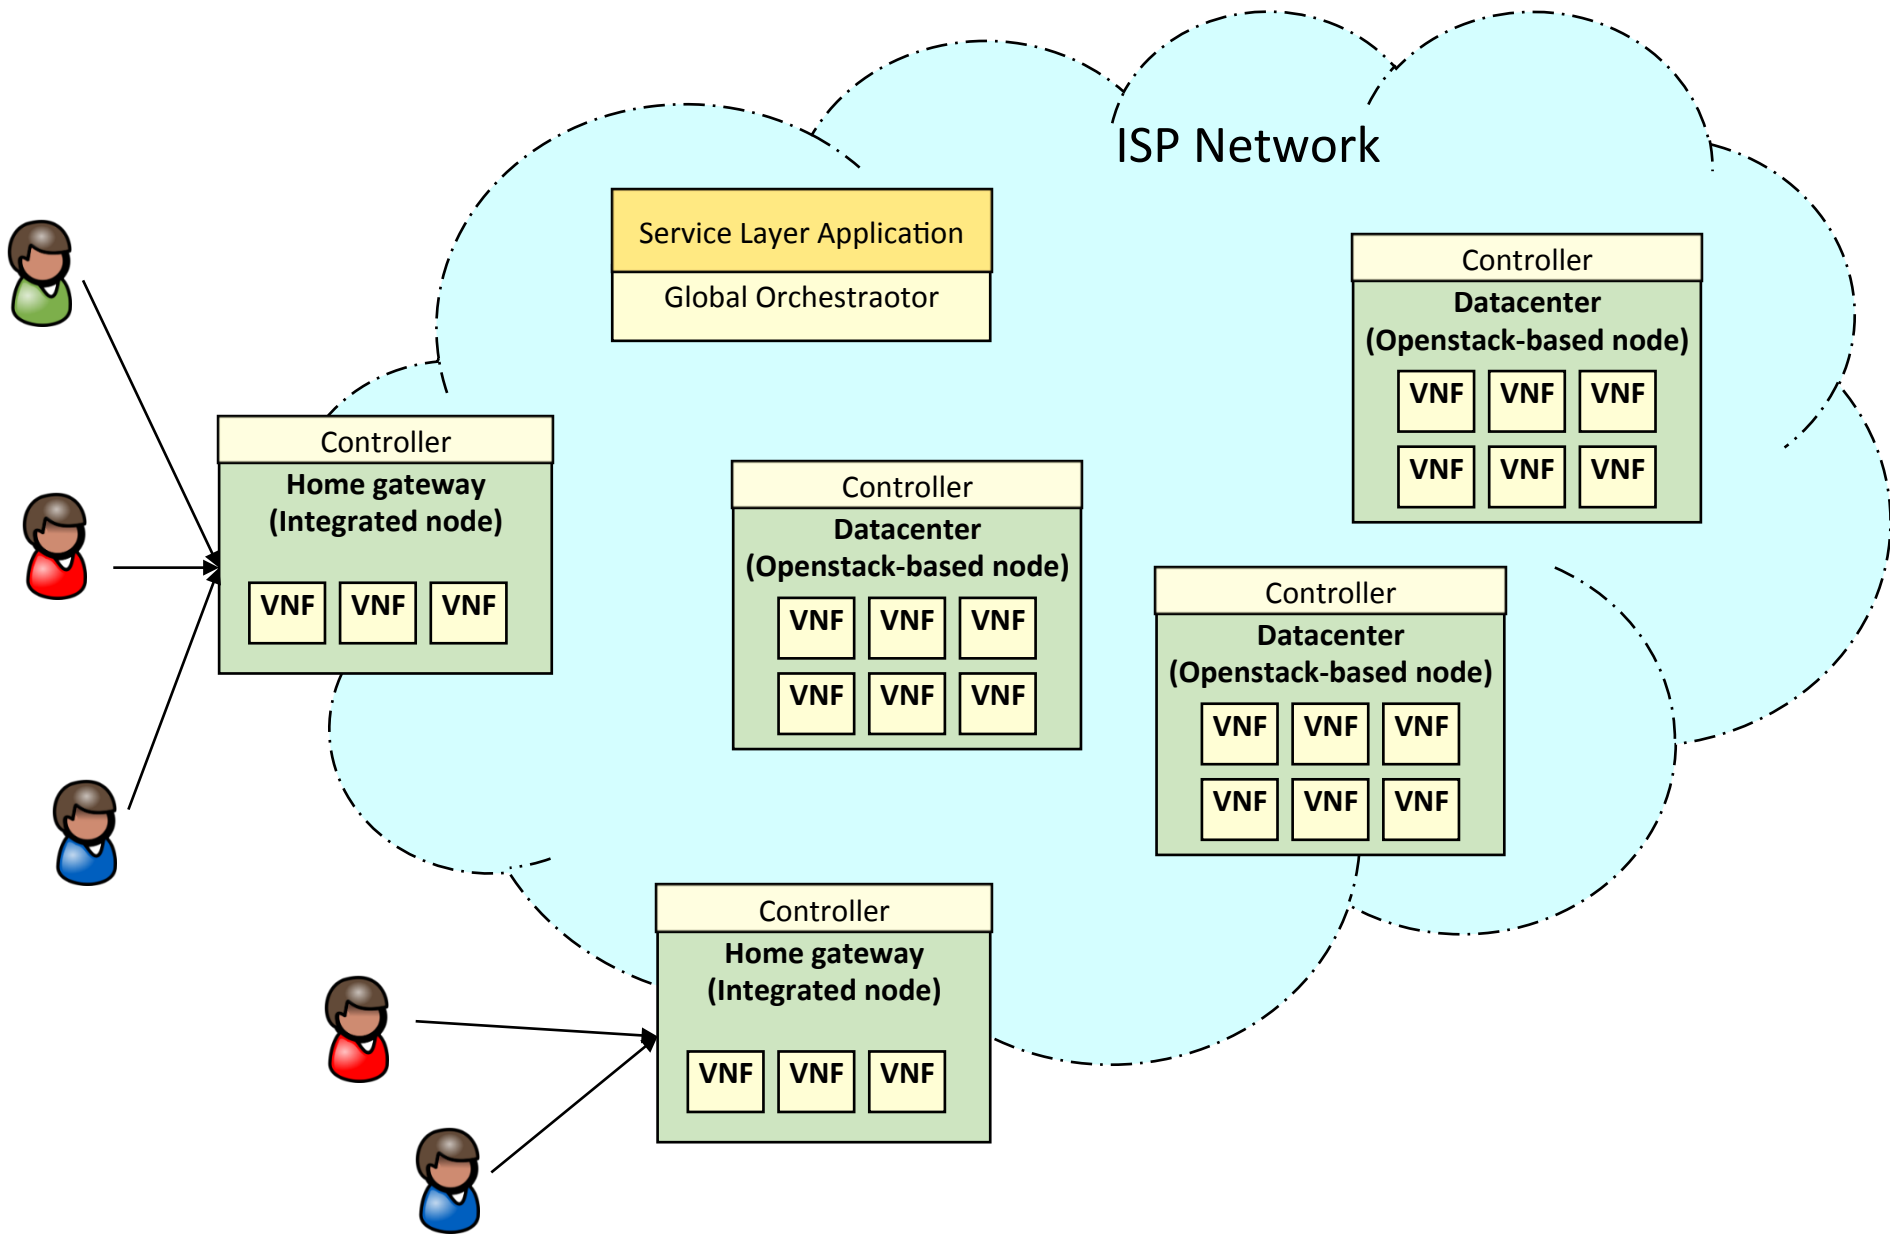 ISP Network
Service Layer Application
Global Orchestraotor
Controller
Datacenter
(Openstack-based node)
VNF VNF VNF
VNF VNF VNF
Controller
Home gateway
(Integrated node)
VNF VNF VNF
Controller
Datacenter
(Openstack-based node)
VNF VNF VNF
VNF VNF VNF
Controller
Datacenter
(Openstack-based node)
VNF VNF VNF
VNF VNF VNF
Controller
Home gateway
(Integrated node)
VNF VNF VNF